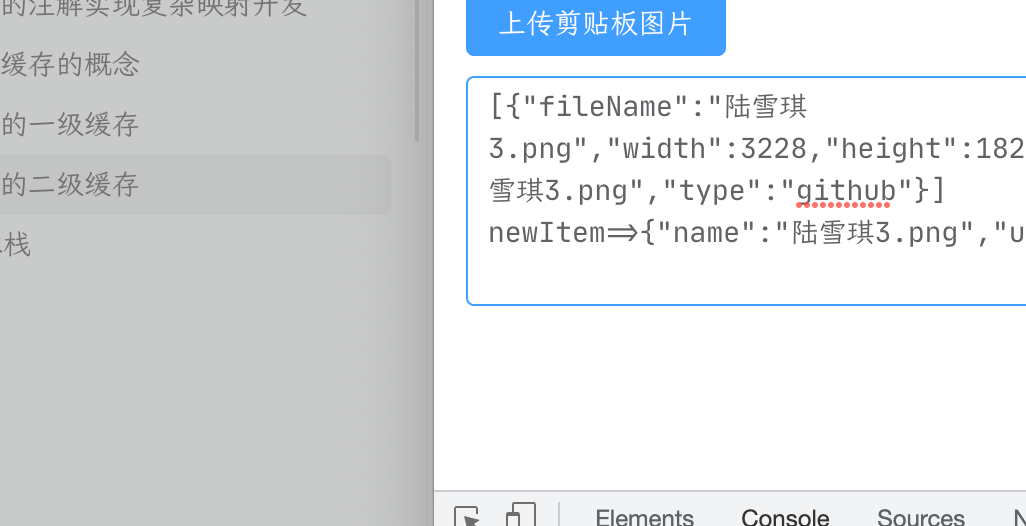 的注解实现复杂映射开发
缓存的概念
的一级缓存
的二级缓存
栈
上传剪贴板图片
[{"fileName":"陆雪琪
3.png","width":3228,"height":182
雪琪3.png","type":"github"}]
newItem=>{"name":"陆雪琪3.png","u
Elements
Console
Sources
N